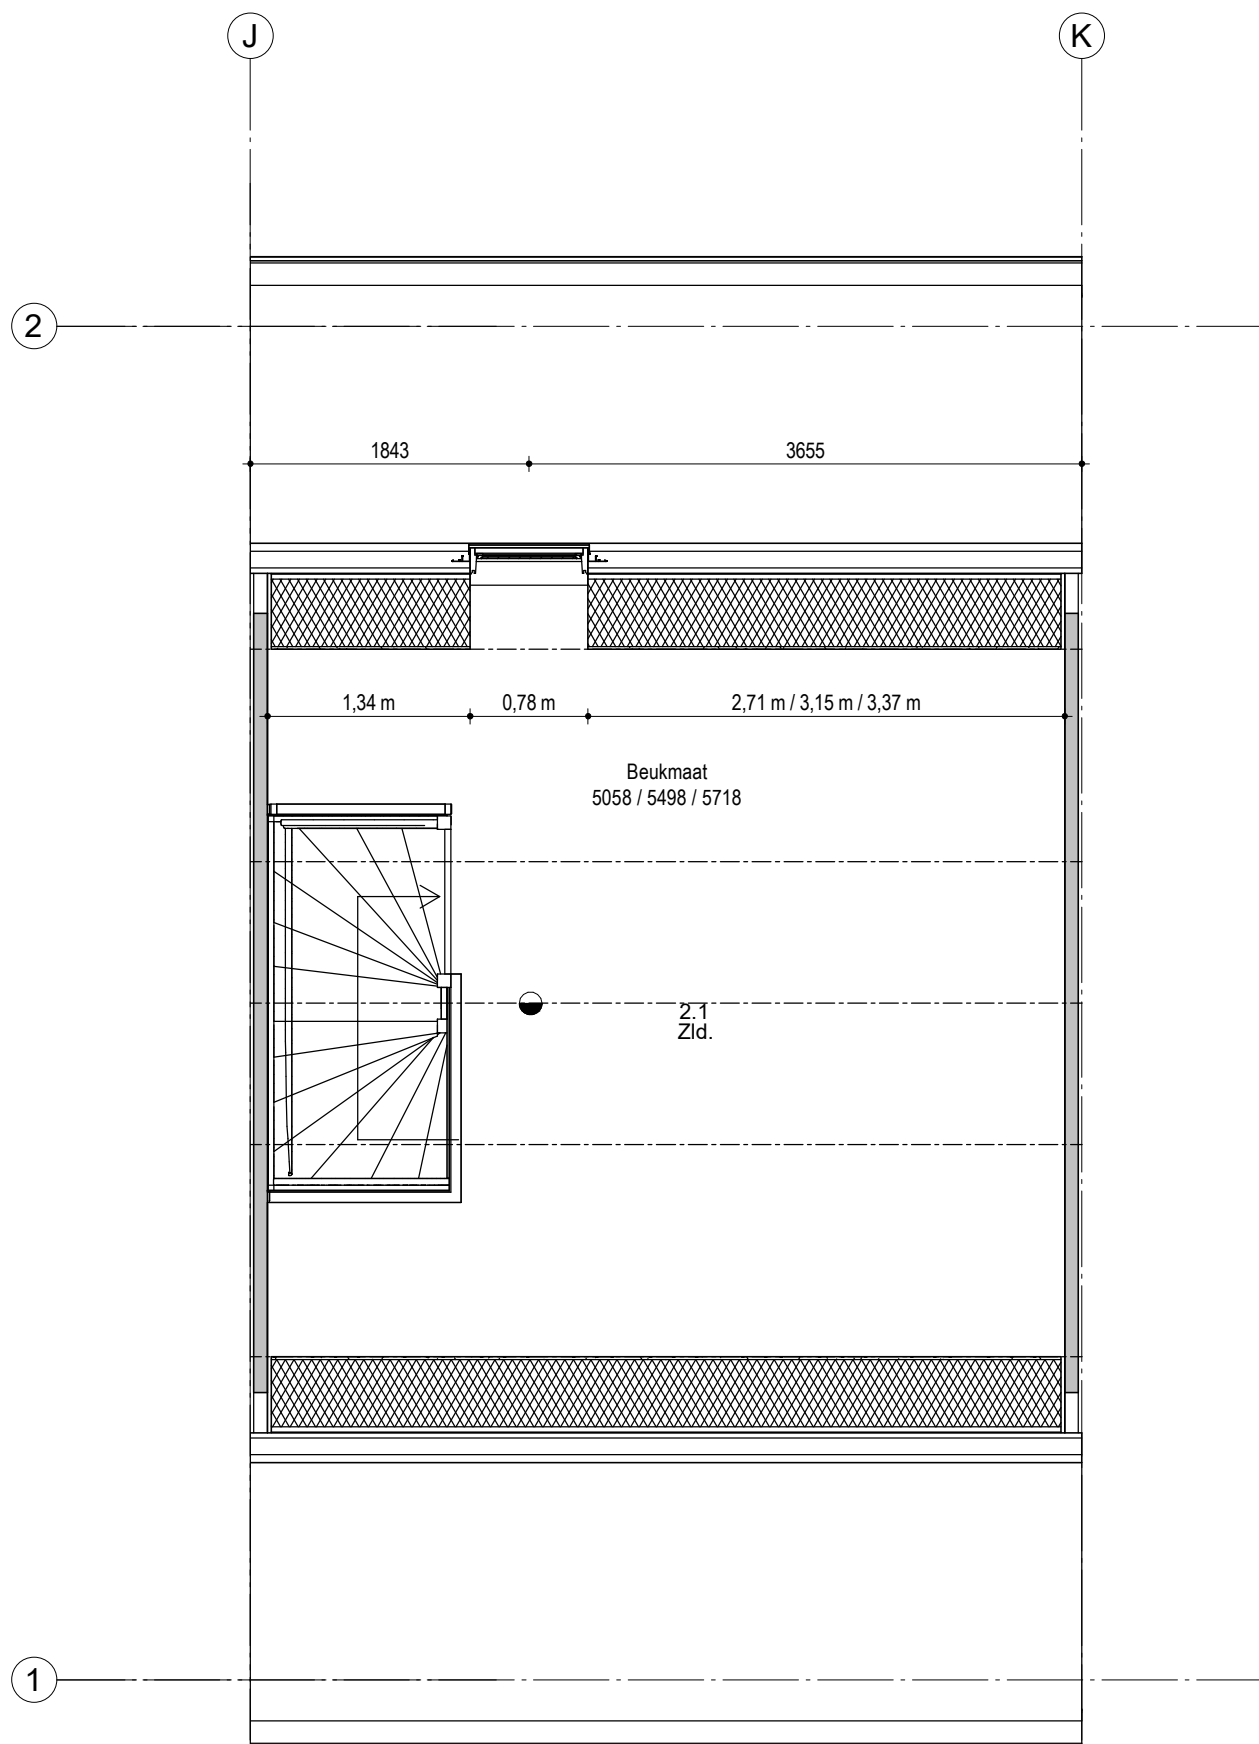 J
K
2
1843
3655
1,34 m
0,78 m
2,71 m / 3,15 m / 3,37 m
Beukmaat
5058 / 5498 / 5718
2.1
Zld.
1